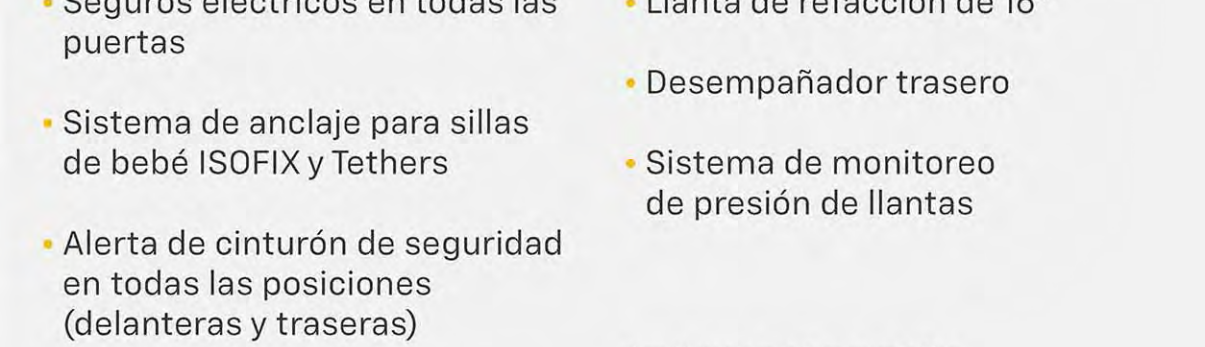 • Seguros eléctricos en todas las
puertas
• Sistema de anclaje para sillas
de bebé ISOFIX y Tethers
• Alerta de cinturón de seguridad
en todas las posiciones
(delanteras y traseras)
• Llanta de refacción de
• Desempañador trasero
• Sistema de monitoreo
de presión de llantas